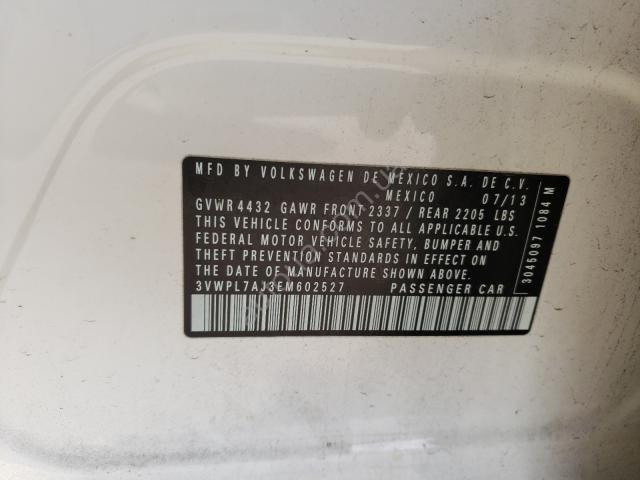 MFD BY VOLKSWAGEN DE MEXICO S.A. DE C.V.
MEXICO 07/13
GVWR 4432 GAWR FRONT 2337 / REAR 2205 LBS
THIS VEHICLE CONFORMS TO ALL APPLICABLE U.S.
FEDERAL MOTOR VEHICLE SAFETY, BUMPER AND
THEFT PREVENTION STANDARDS IN EFFECT ON
THE DATE OF MANUFACTURE SHOWN ABOVE.
3VWPL7AJ3EM602527 PASSENGER CAR
3045097 1084 M